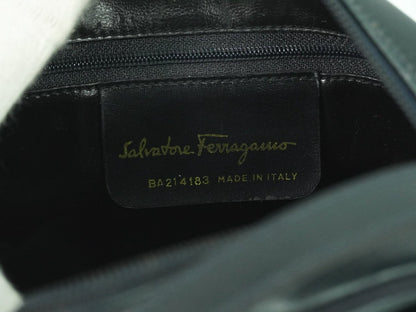 Salvatore Ferragamo
BA214183 MADE IN ITALY